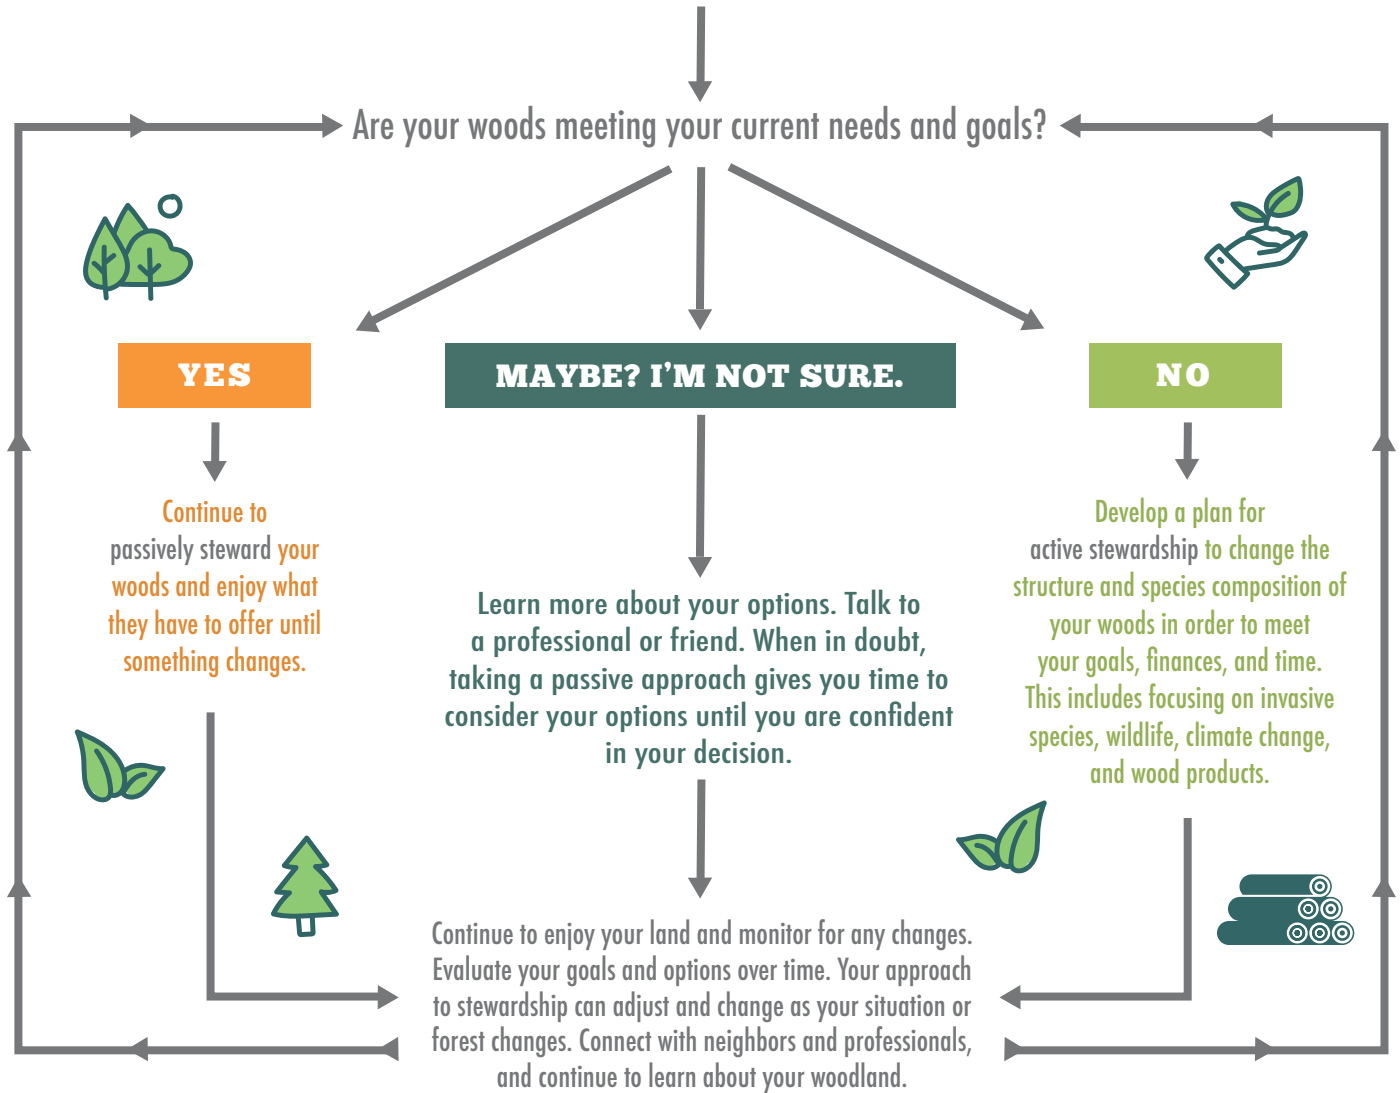 Are your woods meeting your current needs and goals?
YES
Continue to
passively steward your
woods and enjoy what
they have to offer until
something changes.
MAYBE? I'M NOT SURE.
Learn more about your options. Talk to
a professional or friend. When in doubt,
taking a passive approach gives you time to
consider your options until you are confident
in your decision.
NO
Develop a plan for
active stewardship to change the
structure and species composition of
your woods in order to meet
your goals, finances, and time.
This includes focusing on invasive
species, wildlife, climate change,
and wood products.
Continue to enjoy your land and monitor for any changes.
Evaluate your goals and options over time. Your approach
to stewardship can adjust and change as your situation or
forest changes. Connect with neighbors and professionals,
and continue to learn about your woodland.